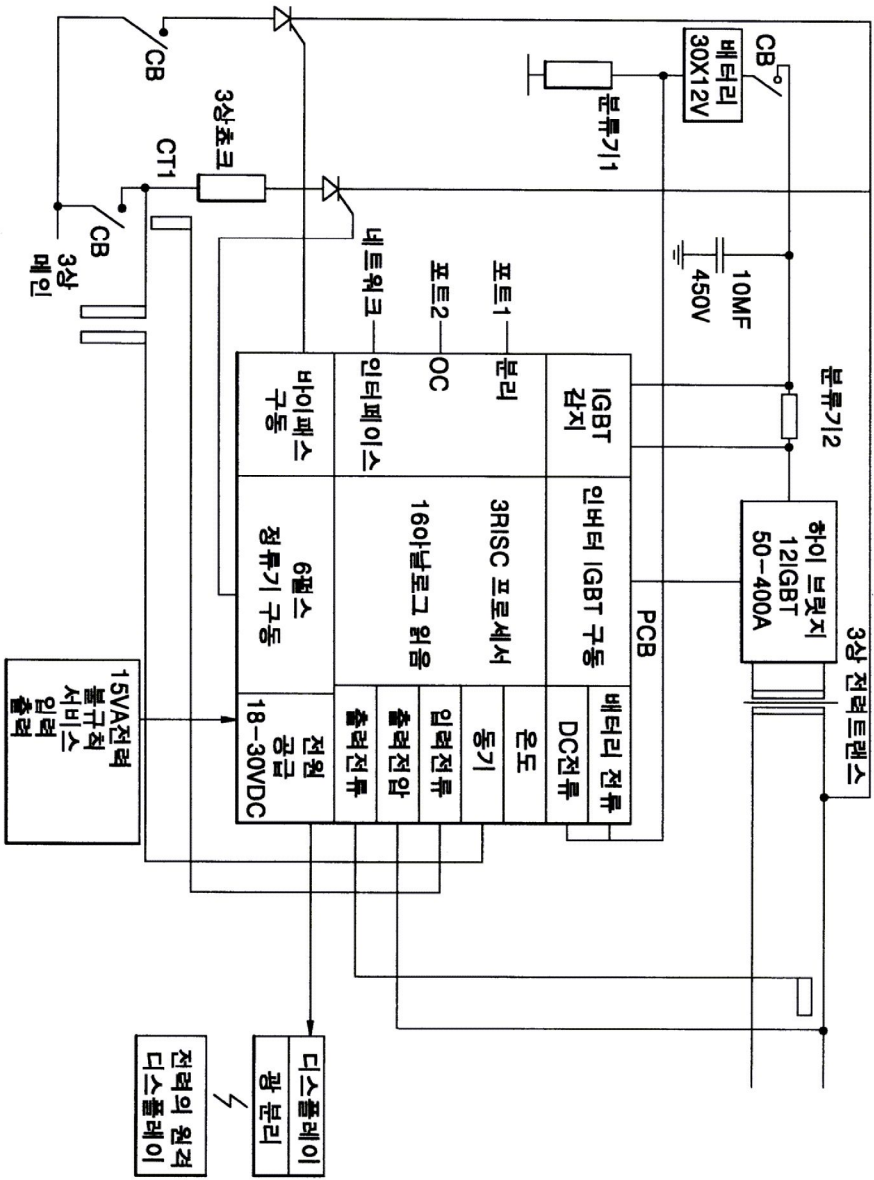 3상 전력트랜스
분류기2
하이 브릿지
12IGBT
50-400A
CB
배터리
30X12V
10MF
450V
분류기1
PCB
IGBT
감지
인버터 IGBT 구동
배터리 전류
DC전류
포트1
분리
포트2
OC
네트워크
인터페이스
3RISC 프로세서
16아날로그 읽음
온도
동기
입력전류
출력전압
출력전류
바이패스
구동
6펄스
정류기 구동
전원
공급
18-30VDC
디스플레이
광 분리
전력의 원격
디스플레이
3상쵸크
CT1
CB
CB
3상
메인
15VA전력
불규칙
서비스
입력
출력